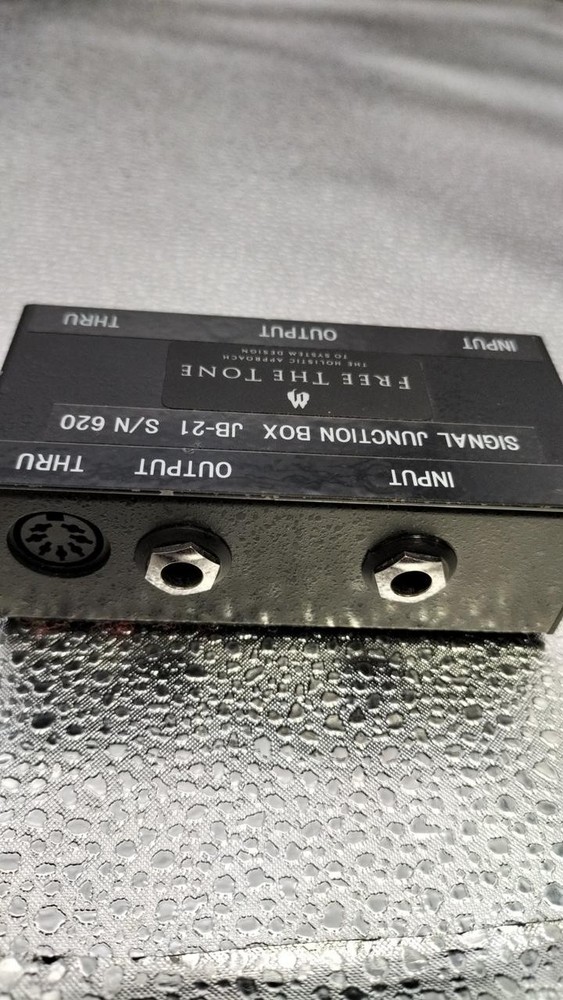 INPUT OUTPUT THRU
SIGNAL JUNCTION BOX JB-21 S/N 620
FREE THE TONE
THE HOLISTIC APPROACH
TO SYSTEM DESIGN
INPUT OUTPUT THRU